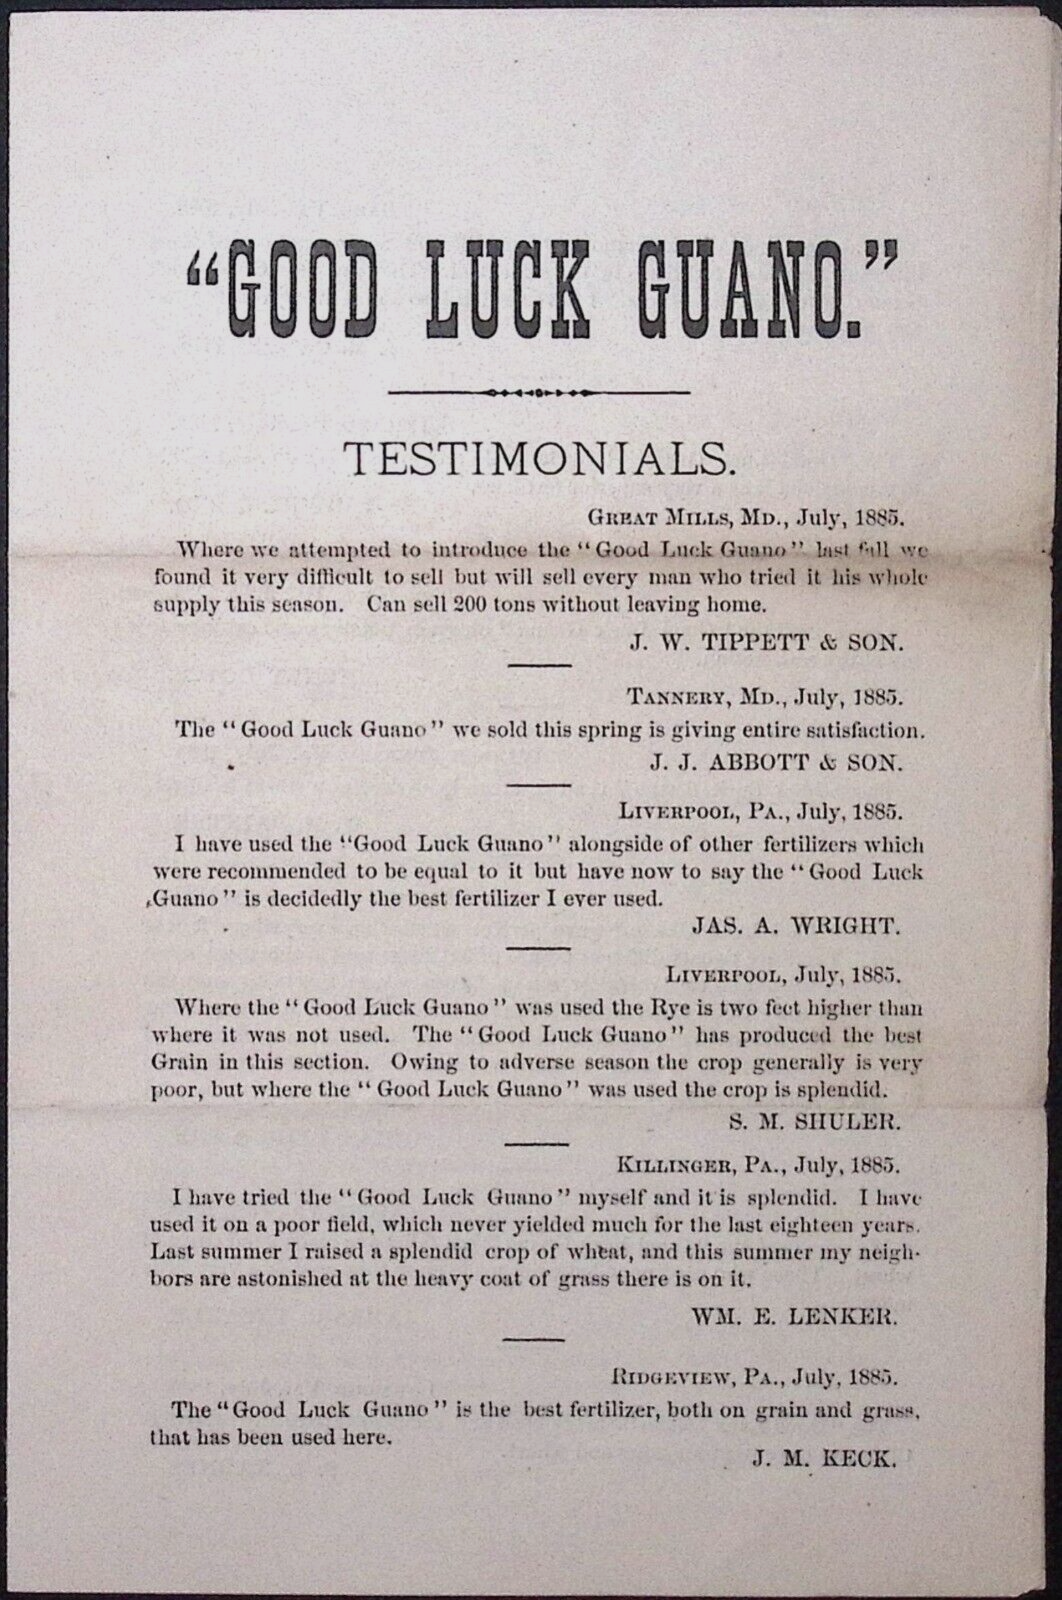 “GOOD LUCK GUANO.”
TESTIMONIALS.
GREAT MILLS, MD., July, 1885.
Where we attempted to introduce the “Good Luck Guano” last fall we
found it very difficult to sell but will sell every man who tried it his whole
supply this season. Can sell 200 tons without leaving home.
J. W. TIPPETT & SON.
TANNERY, MD., July, 1885.
The “Good Luck Guano” we sold this spring is giving entire satisfaction.
J. J. ABBOTT & SON.
LIVERPOOL, PA., July, 1885.
I have used the “Good Luck Guano” alongside of other fertilizers which
were recommended to be equal to it but have now to say the “Good Luck
Guano” is decidedly the best fertilizer I ever used.
JAS. A. WRIGHT.
LIVERPOOL, July, 1885.
Where the “Good Luck Guano” was used the Rye is two feet higher than
where it was not used. The “Good Luck Guano” has produced the best
Grain in this section. Owing to adverse season the crop generally is very
poor, but where the “Good Luck Guano” was used the crop is splendid.
S. M. SHULER.
KILLINGER, PA., July, 1885.
I have tried the “Good Luck Guano” myself and it is splendid. I have
used it on a poor field, which never yielded much for the last eighteen years.
Last summer I raised a splendid crop of wheat, and this summer my neigh-
bors are astonished at the heavy coat of grass there is on it.
WM. E. LENKER.
RIDGEVIEW, PA., July, 1885.
The “Good Luck Guano” is the best fertilizer, both on grain and grass,
that has been used here.
J. M. KECK.